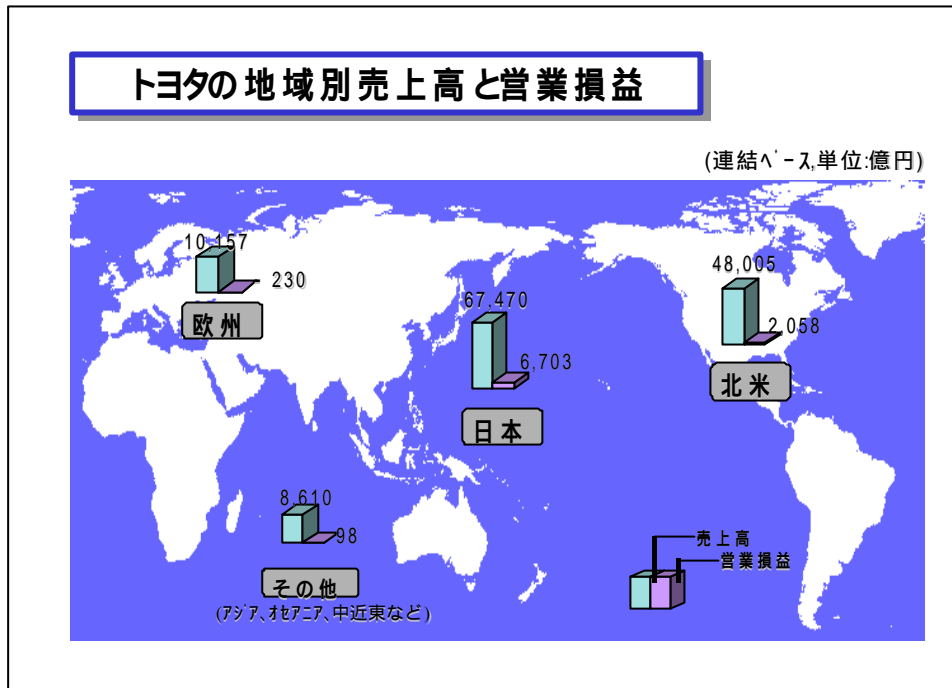 トヨタの地域別売上高と営業損益
(連結ﾍﾞｰｽ,単位:億円)
10,157
230
欧州
67,470
6,703
日本
48,005
2,058
北米
8,610
98
その他
(ｱｼﾞｱ、ｵｾｱﾆｱ、中近東など)
売上高
営業損益